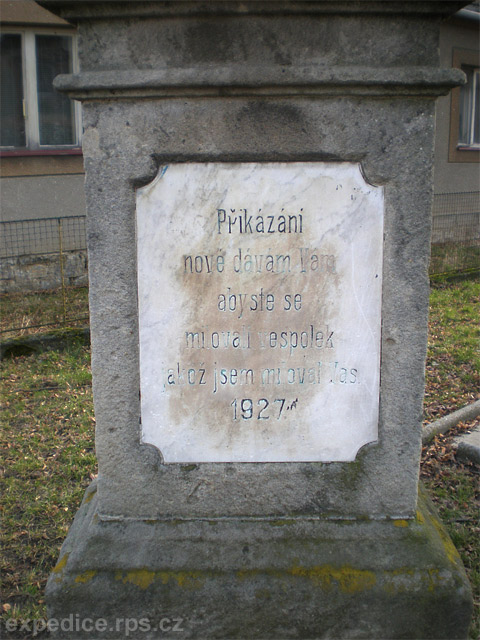 Přikázání
nové dávám Vám
abyste se
milovali vespolek
jakož jsem miloval Vás.
1927
expedice.rps.cz